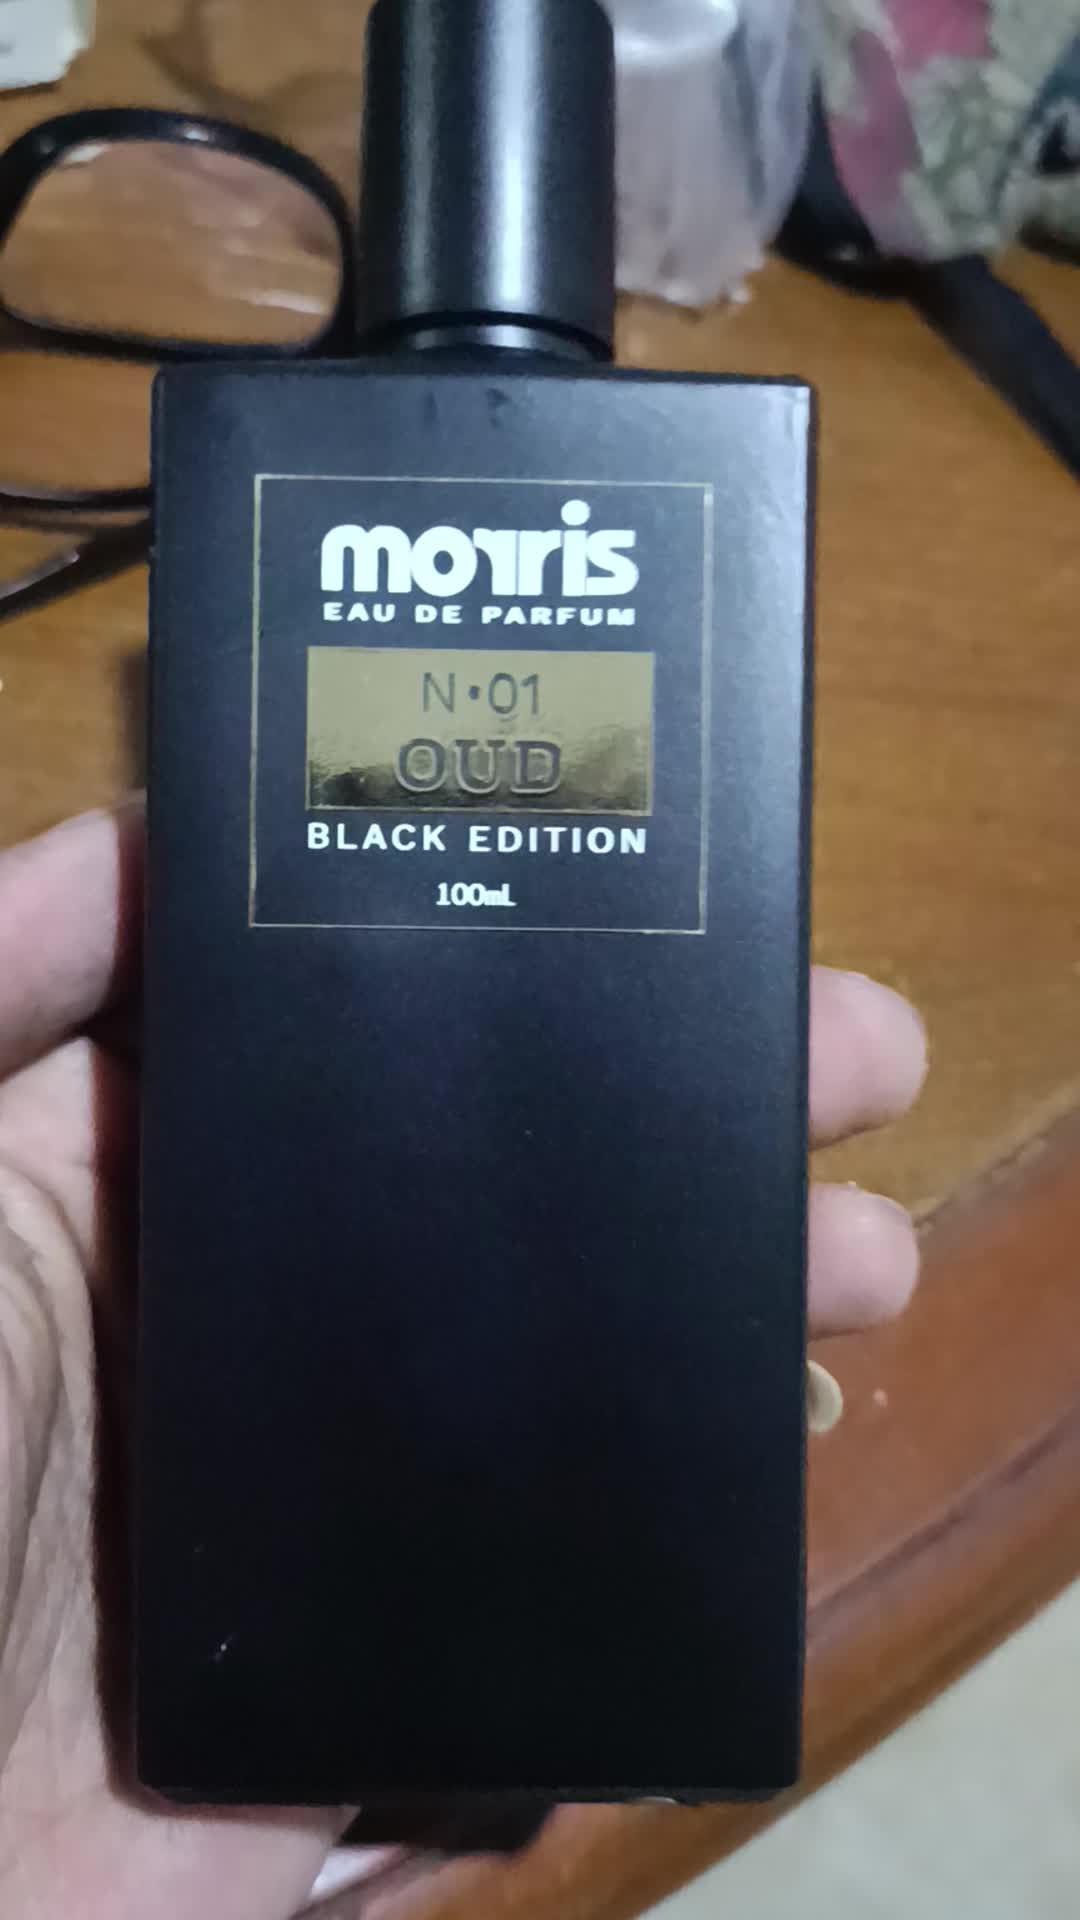 morris
EAU DE PARFUM
N•01
OUD
BLACK EDITION
100mL